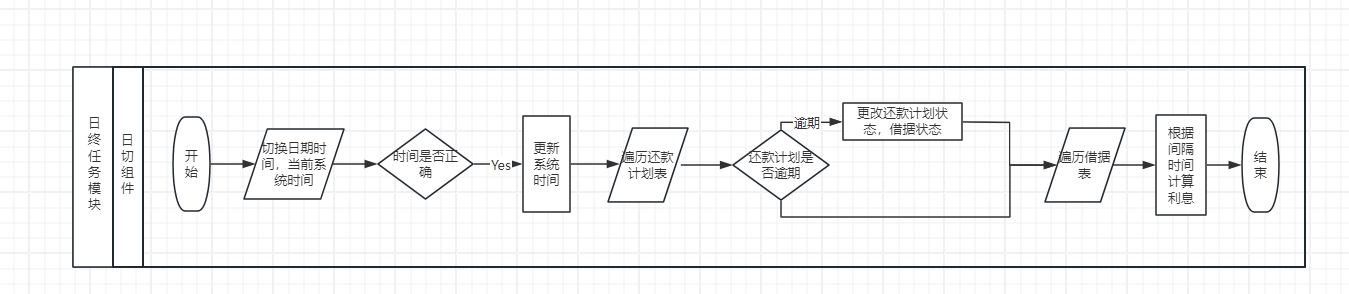 日
终
任
务
模
块
日
切
组
件
开
始
切换日期时
间，当前系
统时间
时间是否正
确
Yes
更新
系统
时间
遍历还款
计划表
还款计划是
否逾期
逾期
更改还款计划状
态，借据状态
遍历借据
表
根据
间隔
时间
计算
利息
结
束